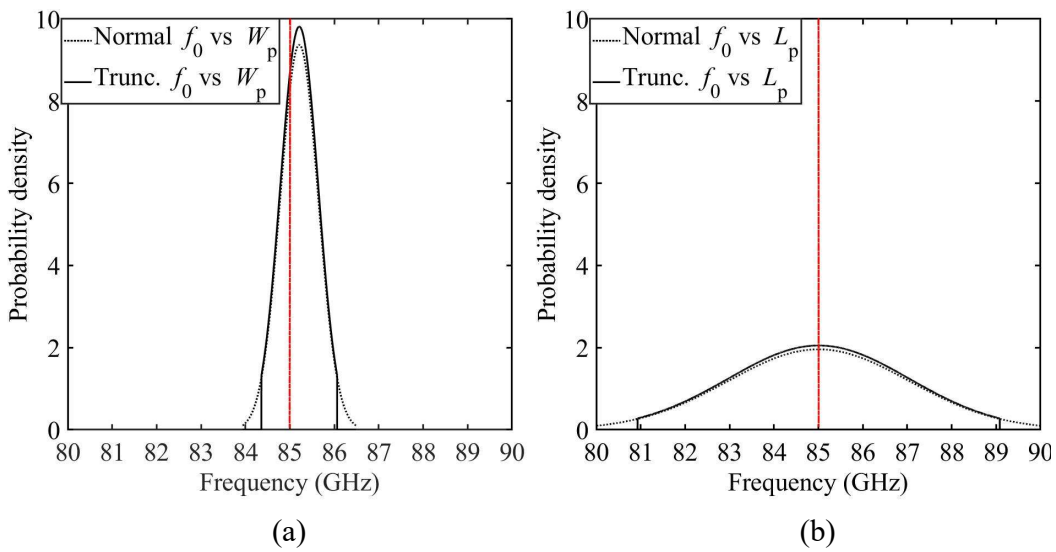 (a)
Normal f0 vs Wp
Trunc. f0 vs Wp
Probability density
10
8
6
4
2
0
80 81 82 83 84 85 86 87 88 89 90
Frequency (GHz)
(a)
(b)
Normal f0 vs Lp
Trunc. f0 vs Lp
Probability density
10
8
6
4
2
0
80 81 82 83 84 85 86 87 88 89 90
Frequency (GHz)
(b)